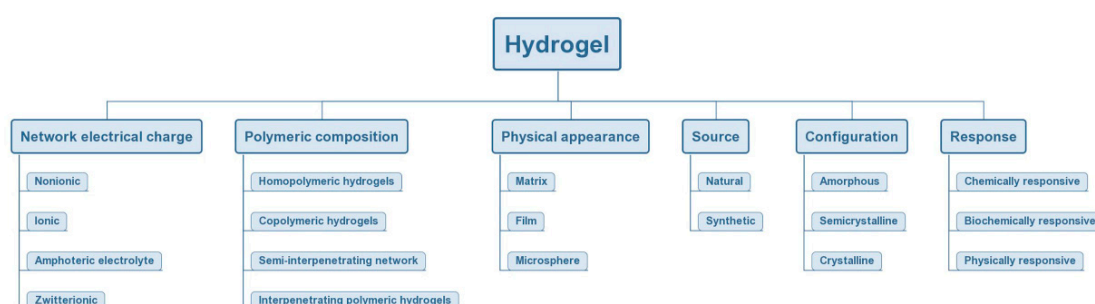 Hydrogel
Network electrical charge
Nonionic
Ionic
Amphoteric electrolyte
Zwitterionic
Polymeric composition
Homopolymeric hydrogels
Copolymeric hydrogels
Semi-interpenetrating network
Interpenetrating polymeric hydrogels
Physical appearance
Matrix
Film
Microsphere
Source
Natural
Synthetic
Configuration
Amorphous
Semicrystalline
Crystalline
Response
Chemically responsive
Biochemically responsive
Physically responsive